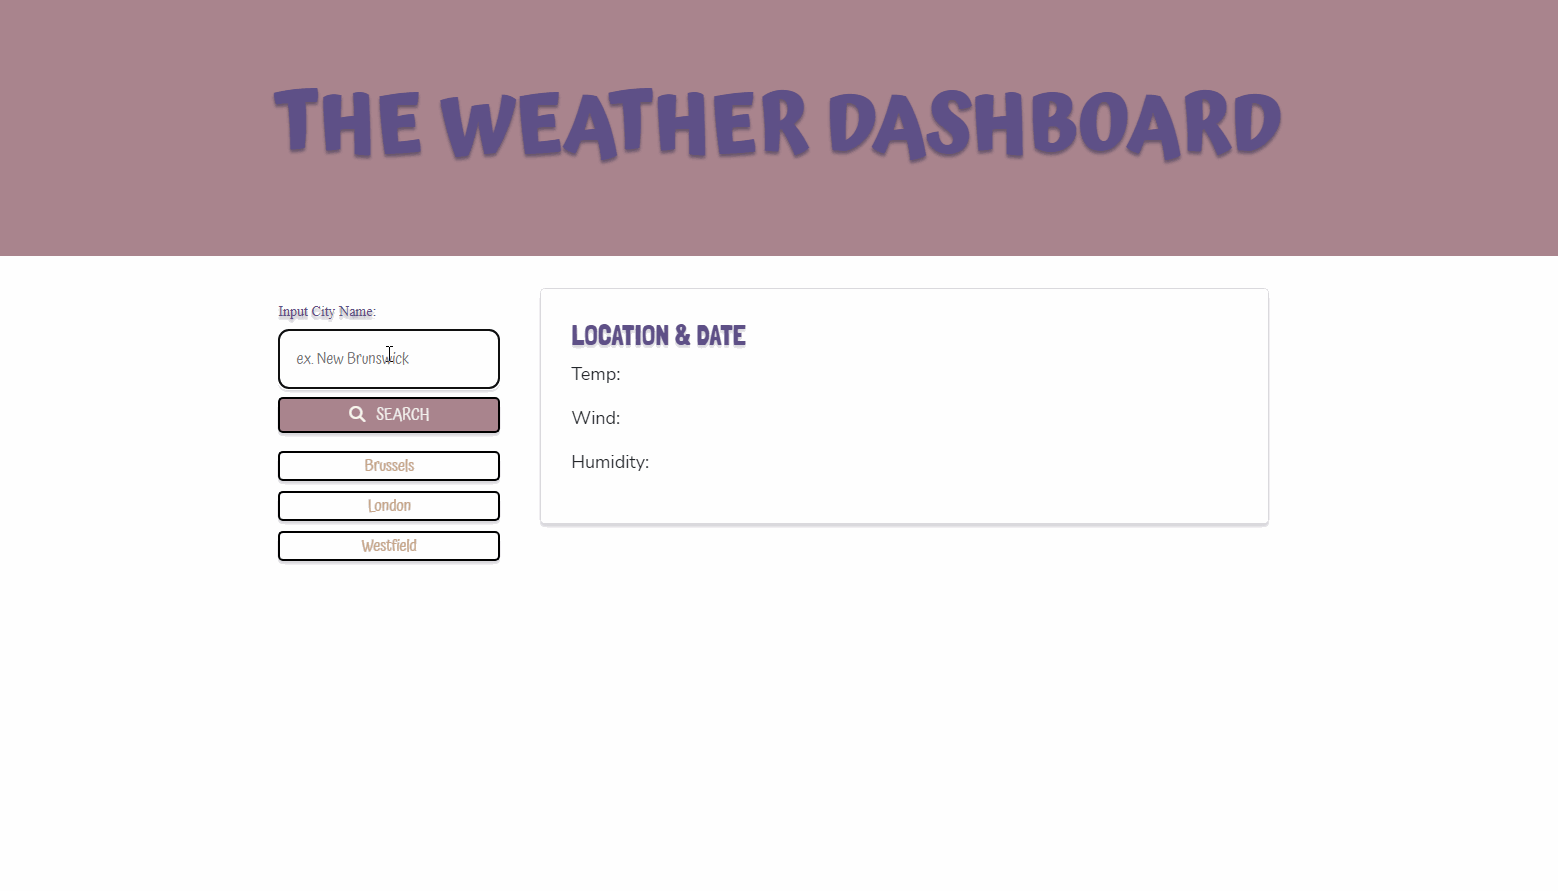 THE WEATHER DASHBOARD
Input City Name:
ex. New Brunswick
SEARCH
Brussels
London
Westfield
LOCATION & DATE
Temp:
Wind:
Humidity: